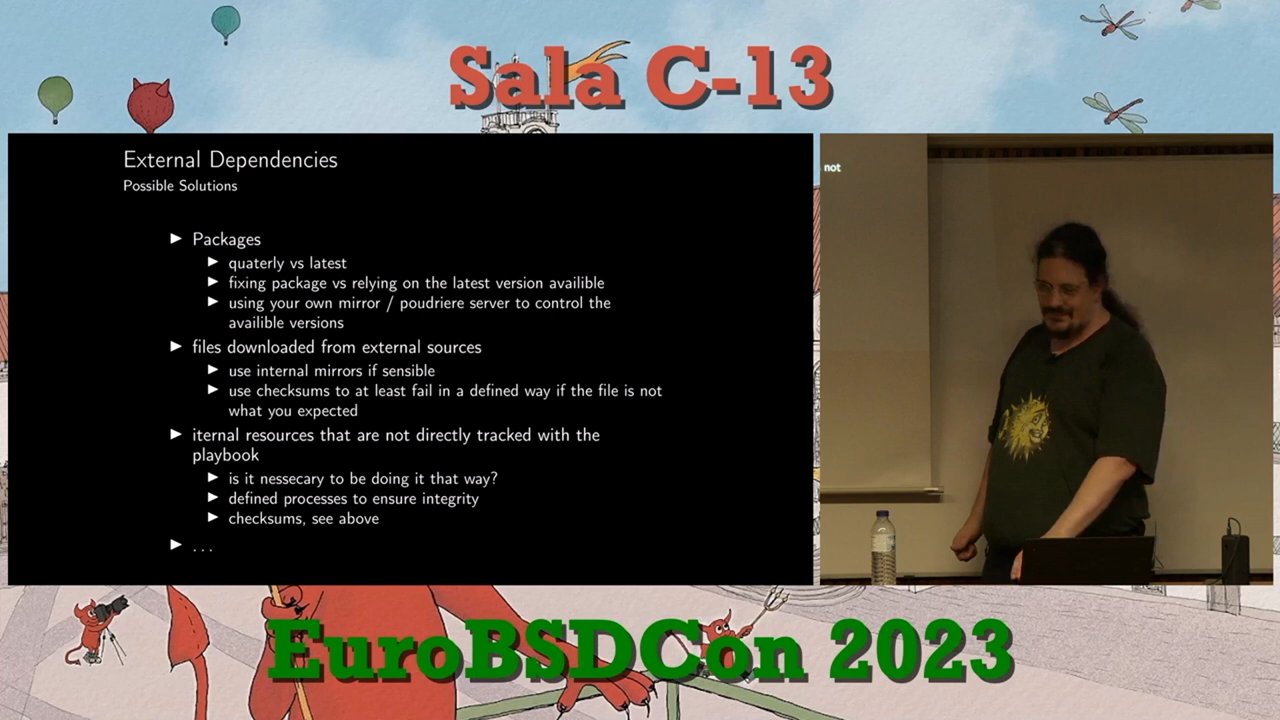 Sala C-13
External Dependencies
Possible Solutions
► Packages
► quaterly vs latest
► fixing package vs relying on the latest version availible
► using your own mirror / poudriere server to control the
availible versions
► files downloaded from external sources
► use internal mirrors if sensible
► use checksums to at least fail in a defined way if the file is not
what you expected
► iternal resources that are not directly tracked with the
playbook
► is it nessecary to be doing it that way?
► defined processes to ensure integrity
► checksums, see above
► . . .
not
EuroBSDCon 2023